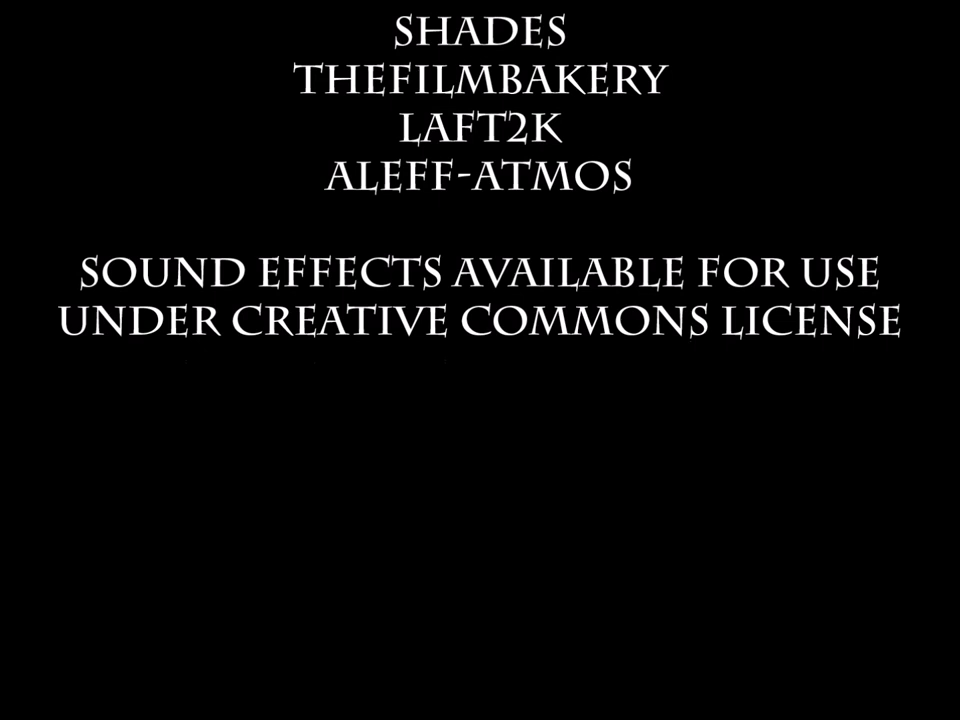 SHADES
THEFILMBAKERY
LAFT2K
ALEFF-ATMOS
SOUND EFFECTS AVAILABLE FOR USE
UNDER CREATIVE COMMONS LICENSE